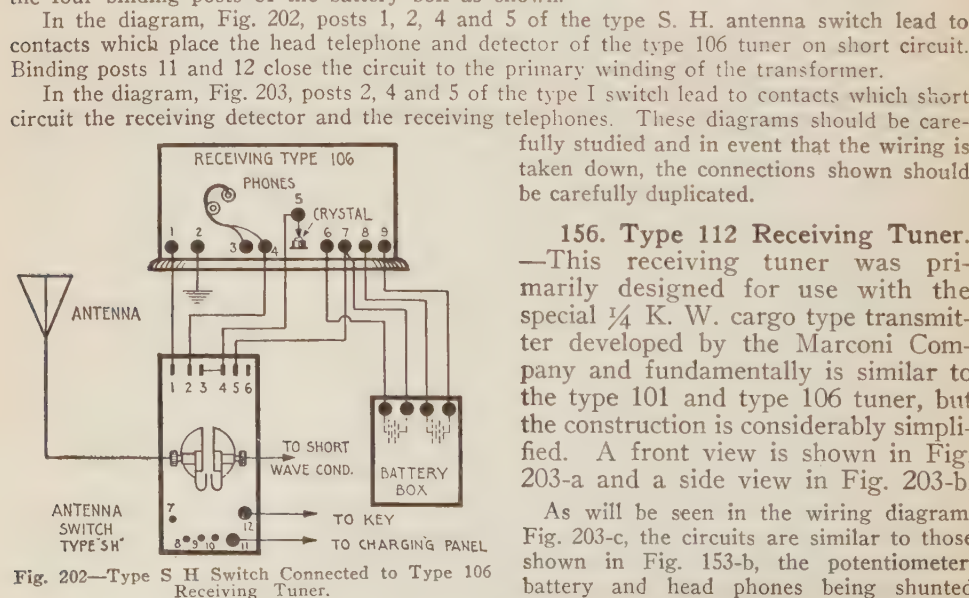 the four binding posts of the battery box as shown.
In the diagram, Fig. 202, posts 1, 2, 4 and 5 of the type S. H. antenna switch lead to
contacts which place the head telephone and detector of the type 106 tuner on short circuit.
Binding posts 11 and 12 close the circuit to the primary winding of the transformer.
In the diagram, Fig. 203, posts 2, 4 and 5 of the type I switch lead to contacts which short
circuit the receiving detector and the receiving telephones. These diagrams should be care-
fully studied and in event that the wiring is
taken down, the connections shown should
be carefully duplicated.
RECEIVING TYPE 106
PHONES
5
CRYSTAL
1 2 3 4 6 7 8 9
ANTENNA
1 2 3 4 5 6
TO SHORT
WAVE COND.
BATTERY
BOX
ANTENNA
SWITCH
TYPE "SH"
7
12
TO KEY
8 9 10 11
TO CHARGING PANEL
Fig. 202—Type S H Switch Connected to Type 106
Receiving Tuner.
156. Type 112 Receiving Tuner.
—This receiving tuner was pri-
marily designed for use with the
special ¼ K. W. cargo type transmit-
ter developed by the Marconi Com-
pany and fundamentally is similar to
the type 101 and type 106 tuner, but
the construction is considerably simpli-
fied. A front view is shown in Fig.
203-a and a side view in Fig. 203-b
As will be seen in the wiring diagram
Fig. 203-c, the circuits are similar to those
shown in Fig. 153-b, the potentiometer
battery and head phones being shunted